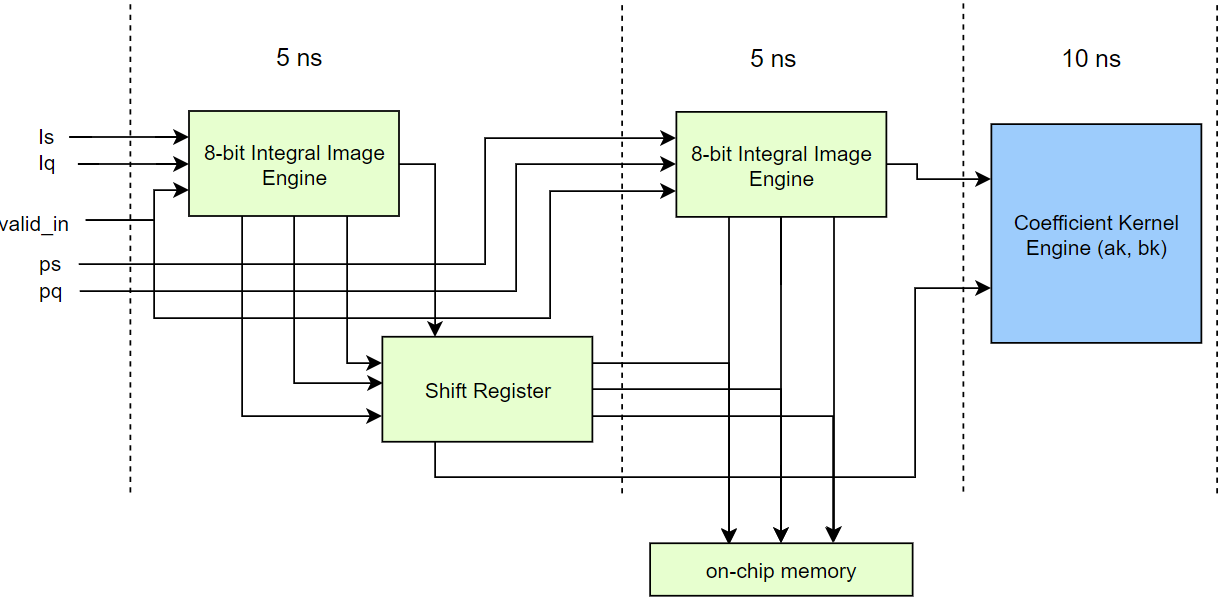 5 ns
5 ns
10 ns
Is
Iq
valid_in
ps
pq
8-bit Integral Image
Engine
8-bit Integral Image
Engine
Coefficient Kernel
Engine (ak, bk)
Shift Register
on-chip memory